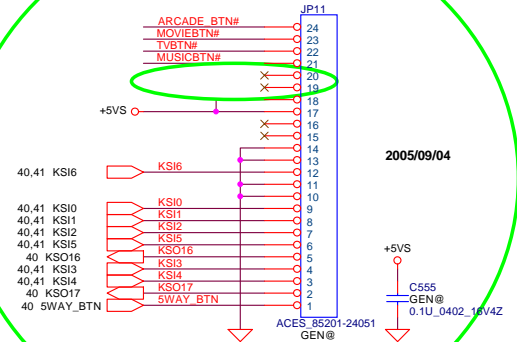 JP11
ARCADE_BTN# 24
MOVIEBTN# 23
TVBTN# 22
MUSICBTN# 21
20
19
18
+5VS 17
16
15
14
13
40,41 KSI6 KSI6 12
11
10
40,41 KSI0 KSI0 9
40,41 KSI1 KSI1 8
40,41 KSI2 KSI2 7
40,41 KSI5 KSI5 6
40 KSO16 KSO16 5
40,41 KSI3 KSI3 4
40,41 KSI4 KSI4 3
40 KSO17 KSO17 2
40 5WAY_BTN 5WAY_BTN 1
ACES_85201-24051
GEN@
2005/09/04
+5VS
C555
GEN@
0.1U_0402_16V4Z